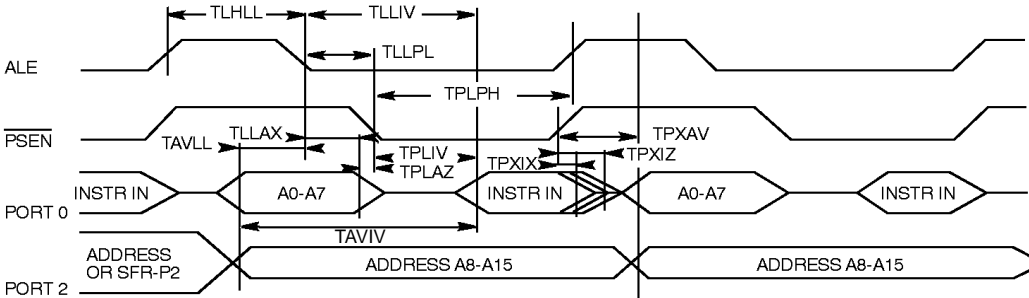 TLHLL TLLIV
TLLPL
ALE
TPLPH
TLLAX TPXAV
PSEN
TAVLL
TPLIV TPXIZ
TPLAZ TPXIX
INSTR IN A0-A7 INSTR IN A0-A7 INSTR IN
PORT 0
TAVIV
ADDRESS
OR SFR-P2 ADDRESS A8-A15 ADDRESS A8-A15
PORT 2